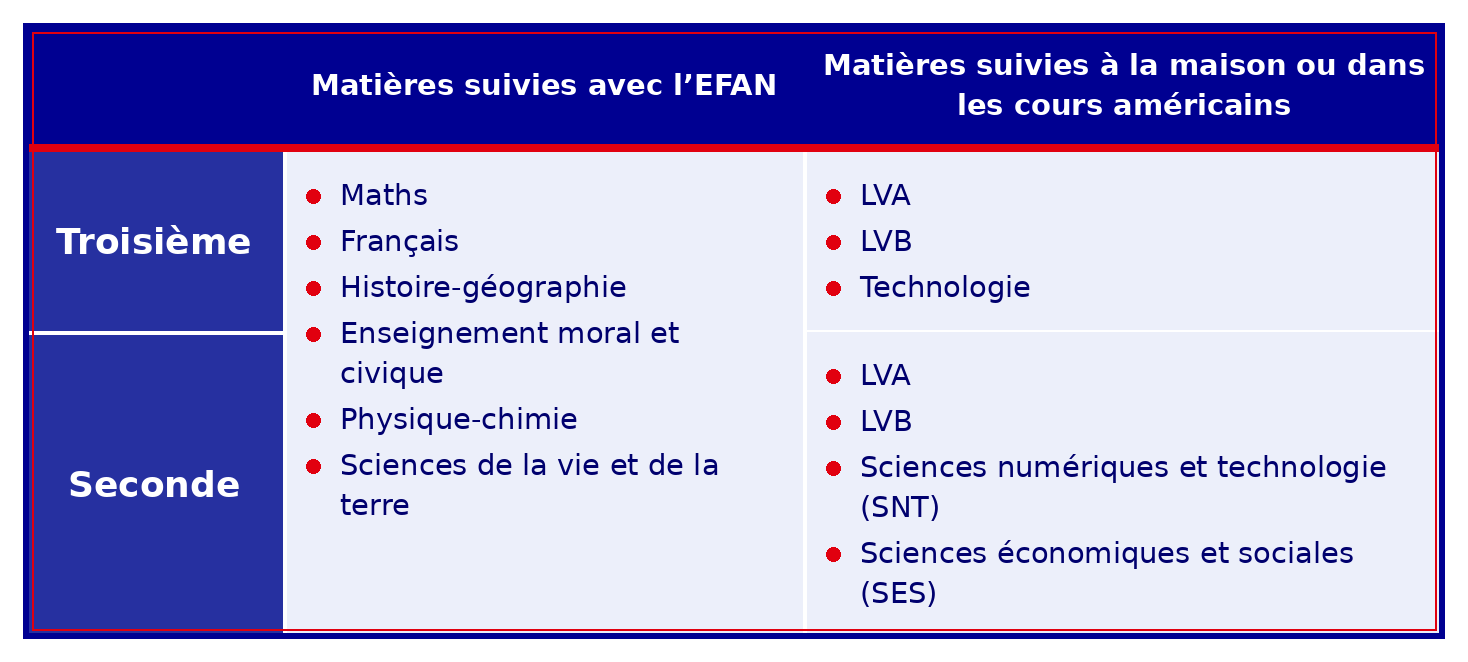 Matières suivies avec l’EFAN
Matières suivies à la maison ou dans
les cours américains
Troisième
Maths
Français
Histoire-géographie
Enseignement moral et
civique
Physique-chimie
Sciences de la vie et de la
terre
LVA
LVB
Technologie
Seconde
LVA
LVB
Sciences numériques et technologie
(SNT)
Sciences économiques et sociales
(SES)